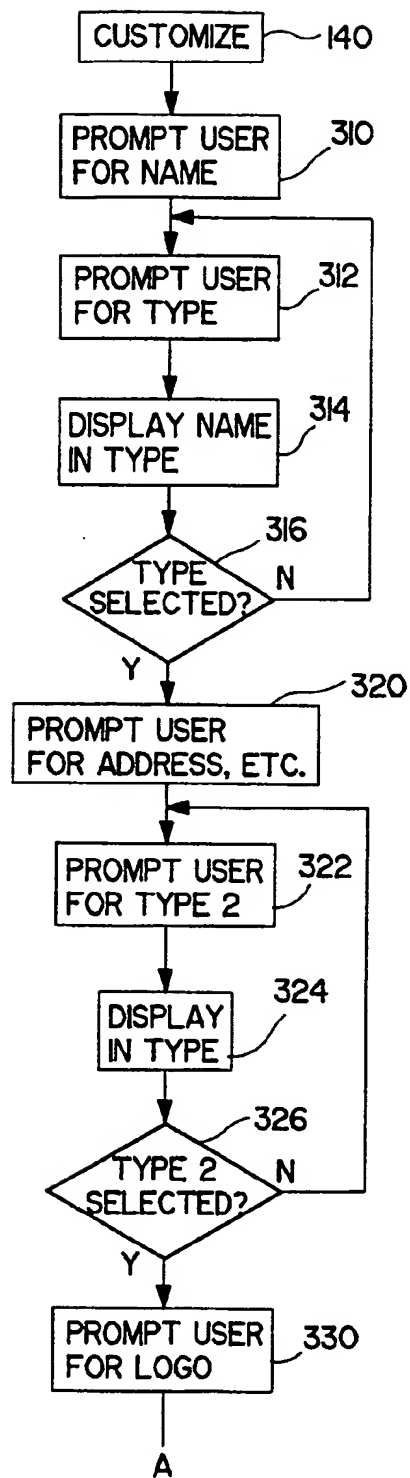 CUSTOMIZE
140
PROMPT USER
FOR NAME
310
PROMPT USER
FOR TYPE
312
DISPLAY NAME
IN TYPE
314
316
TYPE
SELECTED?
N
Y
320
PROMPT USER
FOR ADDRESS, ETC.
PROMPT USER
FOR TYPE 2
322
DISPLAY
IN TYPE
324
326
TYPE 2
SELECTED?
N
Y
PROMPT USER
FOR LOGO
330
A